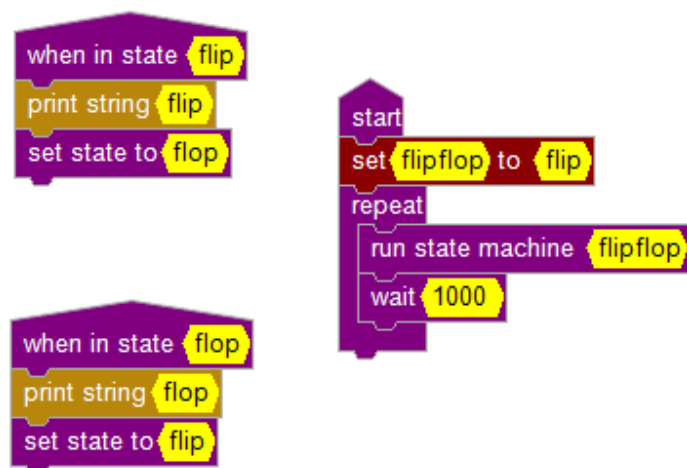 when in state flip
print string flip
set state to flop
start
set flipflop to flip
repeat
run state machine flipflop
wait 1000
when in state flop
print string flop
set state to flip